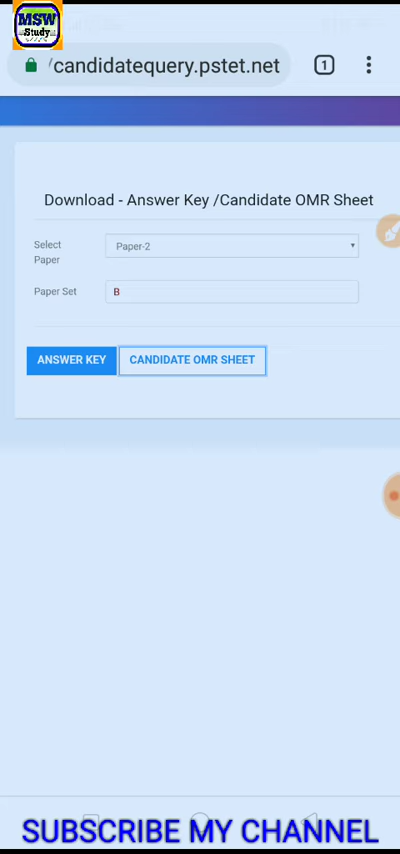 MSW
Study
/candidatequery.pstet.net
1
Download - Answer Key /Candidate OMR Sheet
Select
Paper
Paper-2
Paper Set
B
ANSWER KEY
CANDIDATE OMR SHEET
SUBSCRIBE MY CHANNEL